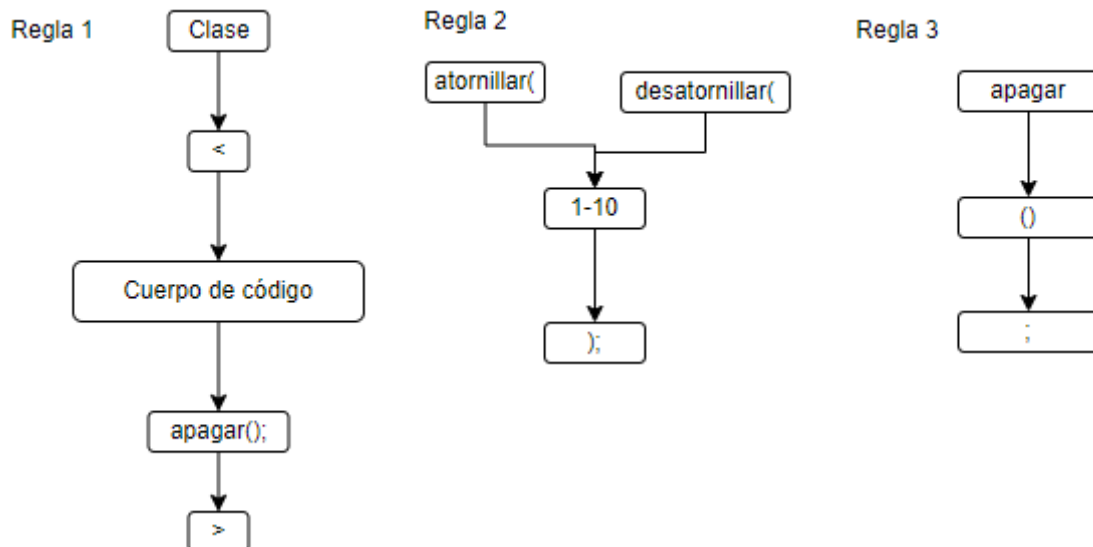 Regla 1
Clase
<
Cuerpo de código
apagar();
>
Regla 2
atornillar(
desatornillar(
1-10
);
Regla 3
apagar
()
;